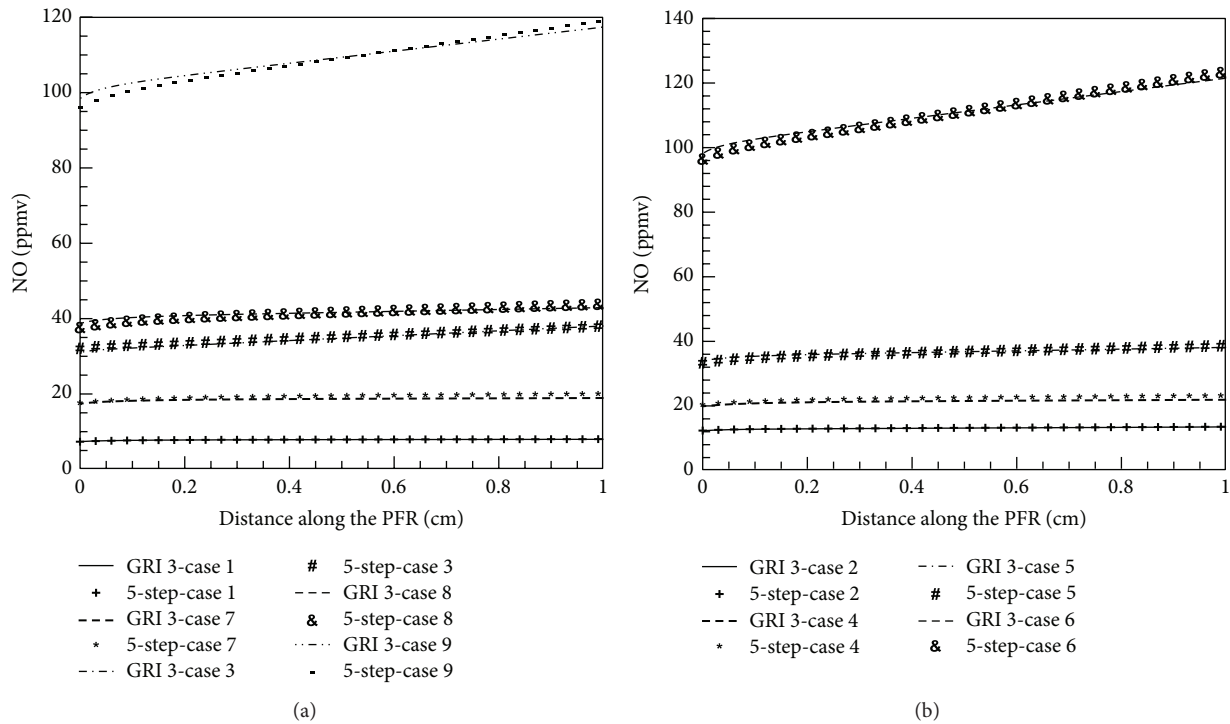 120
100
80
60
40
20
0
NO (ppmv)
0
0.2
0.4
0.6
0.8
1
Distance along the PFR (cm)
GRI 3-case 1
5-step-case 1
GRI 3-case 7
5-step-case 7
GRI 3-case 3
5-step-case 3
GRI 3-case 8
5-step-case 8
GRI 3-case 9
5-step-case 9
(a)
140
120
100
80
60
40
20
0
NO (ppmv)
0
0.2
0.4
0.6
0.8
1
Distance along the PFR (cm)
GRI 3-case 2
5-step-case 2
GRI 3-case 4
5-step-case 4
GRI 3-case 5
5-step-case 5
GRI 3-case 6
5-step-case 6
(b)